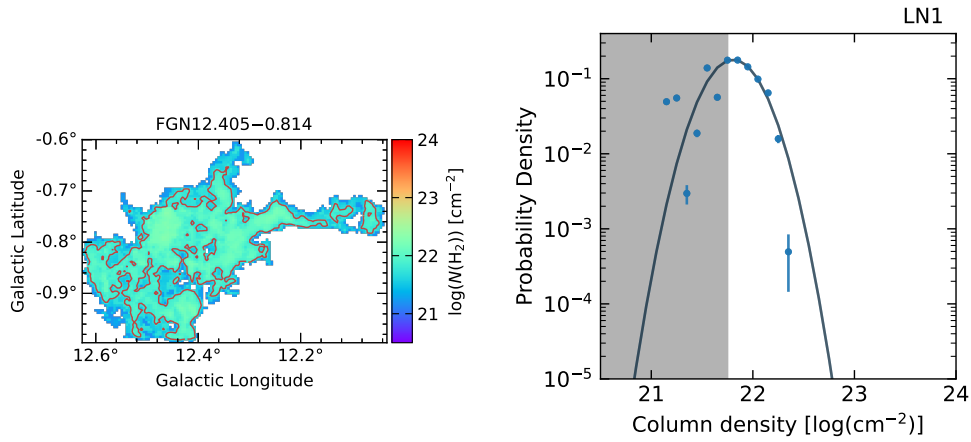 FGN12.405−0.814
-0.6°
-0.7°
-0.8°
-0.9°
Galactic Latitude
12.6° 12.4° 12.2°
Galactic Longitude
24
23
22
21
log(N(H₂)) [cm⁻²]
LN1
10⁻¹
10⁻²
10⁻³
10⁻⁴
10⁻⁵
Probability Density
21 22 23 24
Column density [log(cm⁻²)]